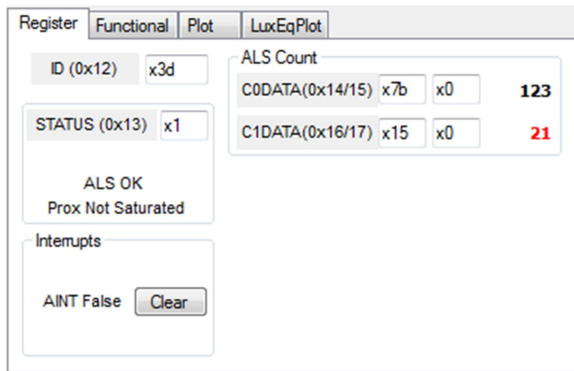 Register Functional Plot LuxEqPlot
ID (0x12) x3d
STATUS (0x13) x1
ALS OK
Prox Not Saturated
Interrupts
AINT False Clear
ALS Count
C0DATA(0x14/15) x7b x0 123
C1DATA(0x16/17) x15 x0 21